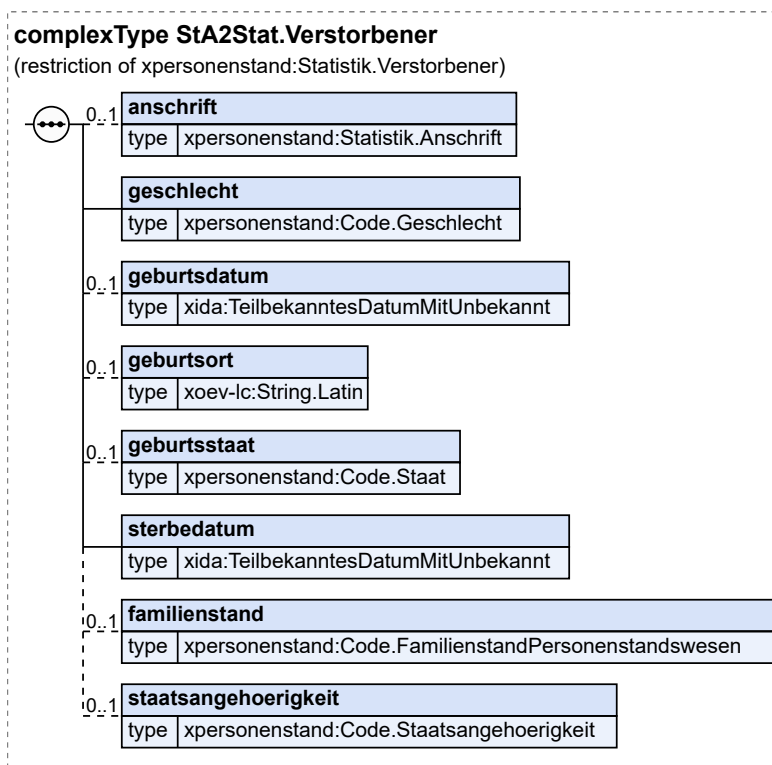 complexType StA2Stat.Verstorbener
(restriction of xpersonenstand:Statistik.Verstorbener)
0..1 anschrift
type xpersonenstand:Statistik.Anschrift
geschlecht
type xpersonenstand:Code.Geschlecht
0..1 geburtsdatum
type xida:TeilbekanntesDatumMitUnbekannt
0..1 geburtsort
type xoev-lc:String.Latin
0..1 geburtsstaat
type xpersonenstand:Code.Staat
sterbedatum
type xida:TeilbekanntesDatumMitUnbekannt
0..1 familienstand
type xpersonenstand:Code.FamilienstandPersonenstandswesen
0..1 staatsangehoerigkeit
type xpersonenstand:Code.Staatsangehoerigkeit